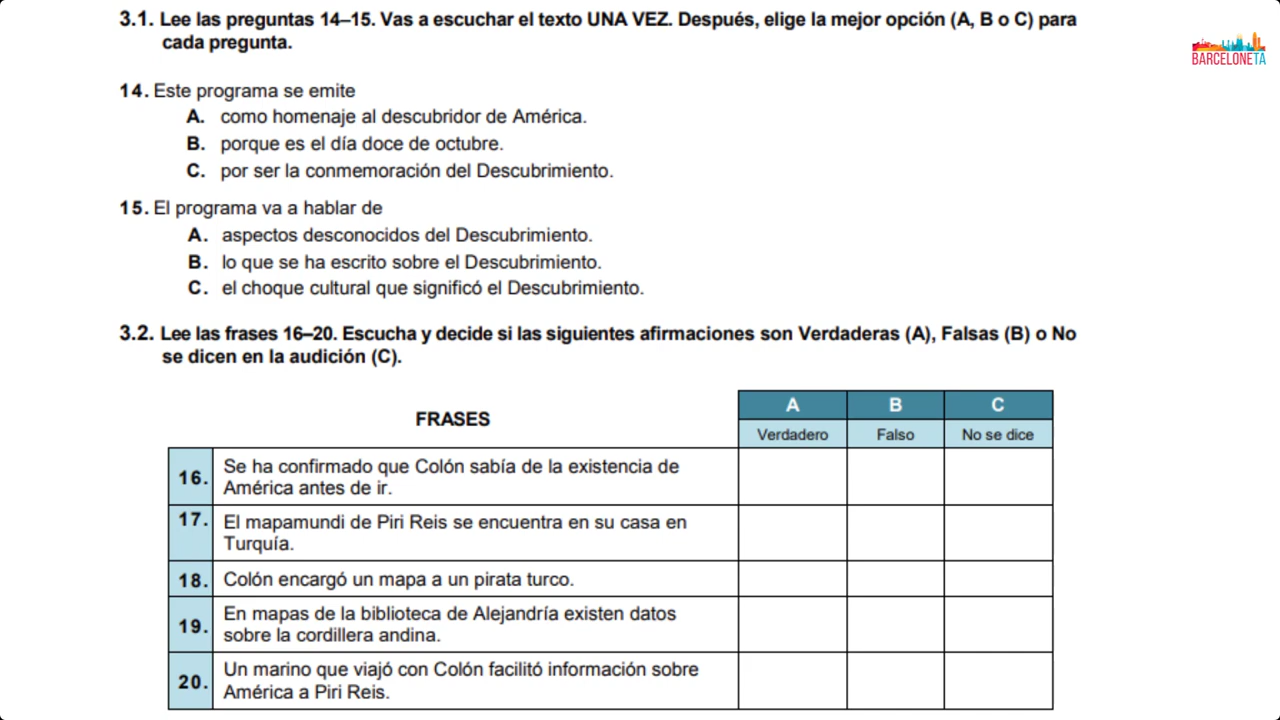 3.1. Lee las preguntas 14–15. Vas a escuchar el texto UNA VEZ. Después, elige la mejor opción (A, B o C) para
cada pregunta.
BARCELONETA
14. Este programa se emite
A. como homenaje al descubridor de América.
B. porque es el día doce de octubre.
C. por ser la conmemoración del Descubrimiento.
15. El programa va a hablar de
A. aspectos desconocidos del Descubrimiento.
B. lo que se ha escrito sobre el Descubrimiento.
C. el choque cultural que significó el Descubrimiento.
3.2. Lee las frases 16–20. Escucha y decide si las siguientes afirmaciones son Verdaderas (A), Falsas (B) o No
se dicen en la audición (C).
FRASES
A B C
Verdadero Falso No se dice
16. Se ha confirmado que Colón sabía de la existencia de
América antes de ir.
17. El mapamundi de Piri Reis se encuentra en su casa en
Turquía.
18. Colón encargó un mapa a un pirata turco.
19. En mapas de la biblioteca de Alejandría existen datos
sobre la cordillera andina.
20. Un marino que viajó con Colón facilitó información sobre
América a Piri Reis.